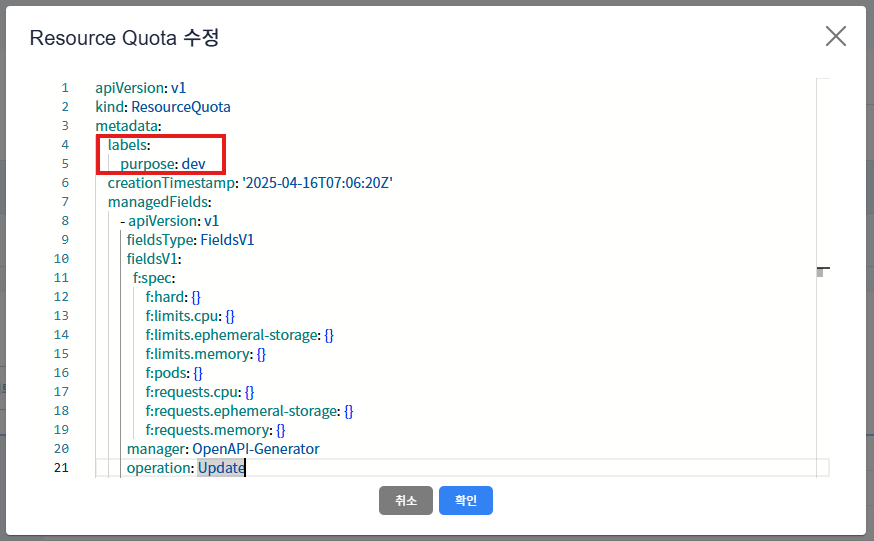 Resource Quota 수정
1 apiVersion: v1
2 kind: ResourceQuota
3 metadata:
4 labels:
5 purpose: dev
6 creationTimestamp: '2025-04-16T07:06:20Z'
7 managedFields:
8 - apiVersion: v1
9 fieldsType: FieldsV1
10 fieldsV1:
11 f:spec:
12 f:hard: {}
13 f:limits.cpu: {}
14 f:limits.ephemeral-storage: {}
15 f:limits.memory: {}
16 f:pods: {}
17 f:requests.cpu: {}
18 f:requests.ephemeral-storage: {}
19 f:requests.memory: {}
20 manager: OpenAPI-Generator
21 operation: Update
취소 확인